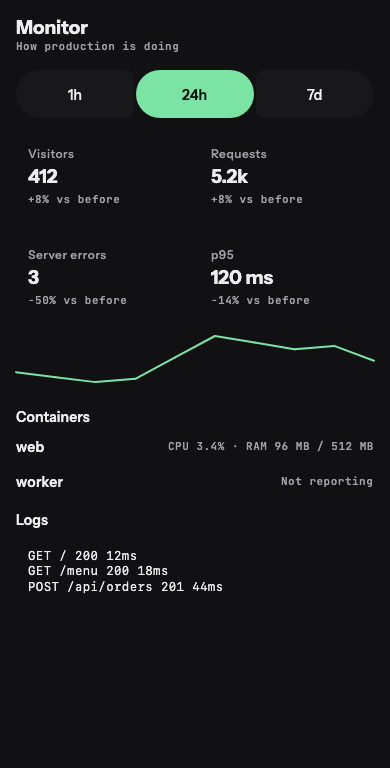 Monitor
How production is doing
1h 24h 7d
Visitors Requests
412 5.2k
+8% vs before +8% vs before
Server errors p95
3 120 ms
-50% vs before -14% vs before
Containers
web CPU 3.4% · RAM 96 MB / 512 MB
worker Not reporting
Logs
GET / 200 12ms
GET /menu 200 18ms
POST /api/orders 201 44ms